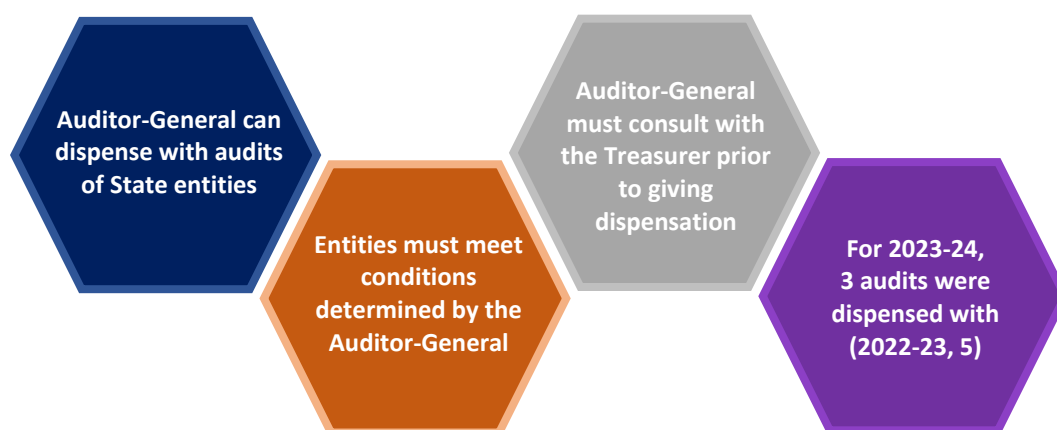 Auditor-General can
dispense with audits
of State entities
Entities must meet
conditions
determined by the
Auditor-General
Auditor-General
must consult with
the Treasurer prior
to giving
dispensation
For 2023-24,
3 audits were
dispensed with
(2022-23, 5)